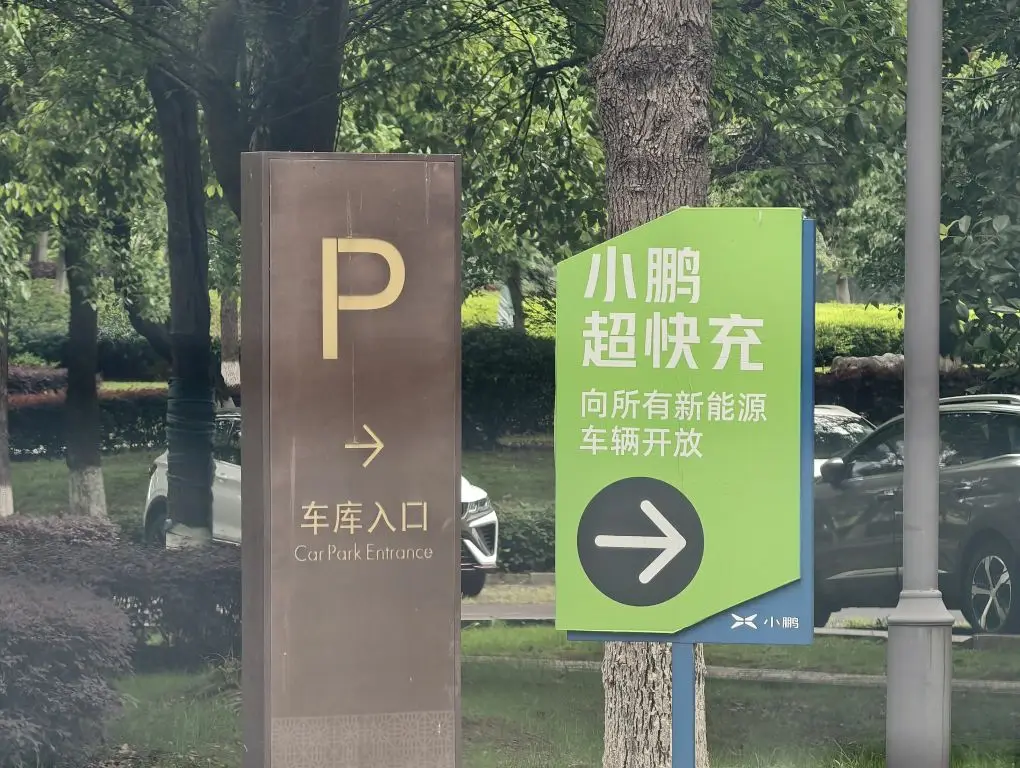 P
→
车库入口
Car Park Entrance
小鹏
超快充
向所有新能源
车辆开放
→
小鹏